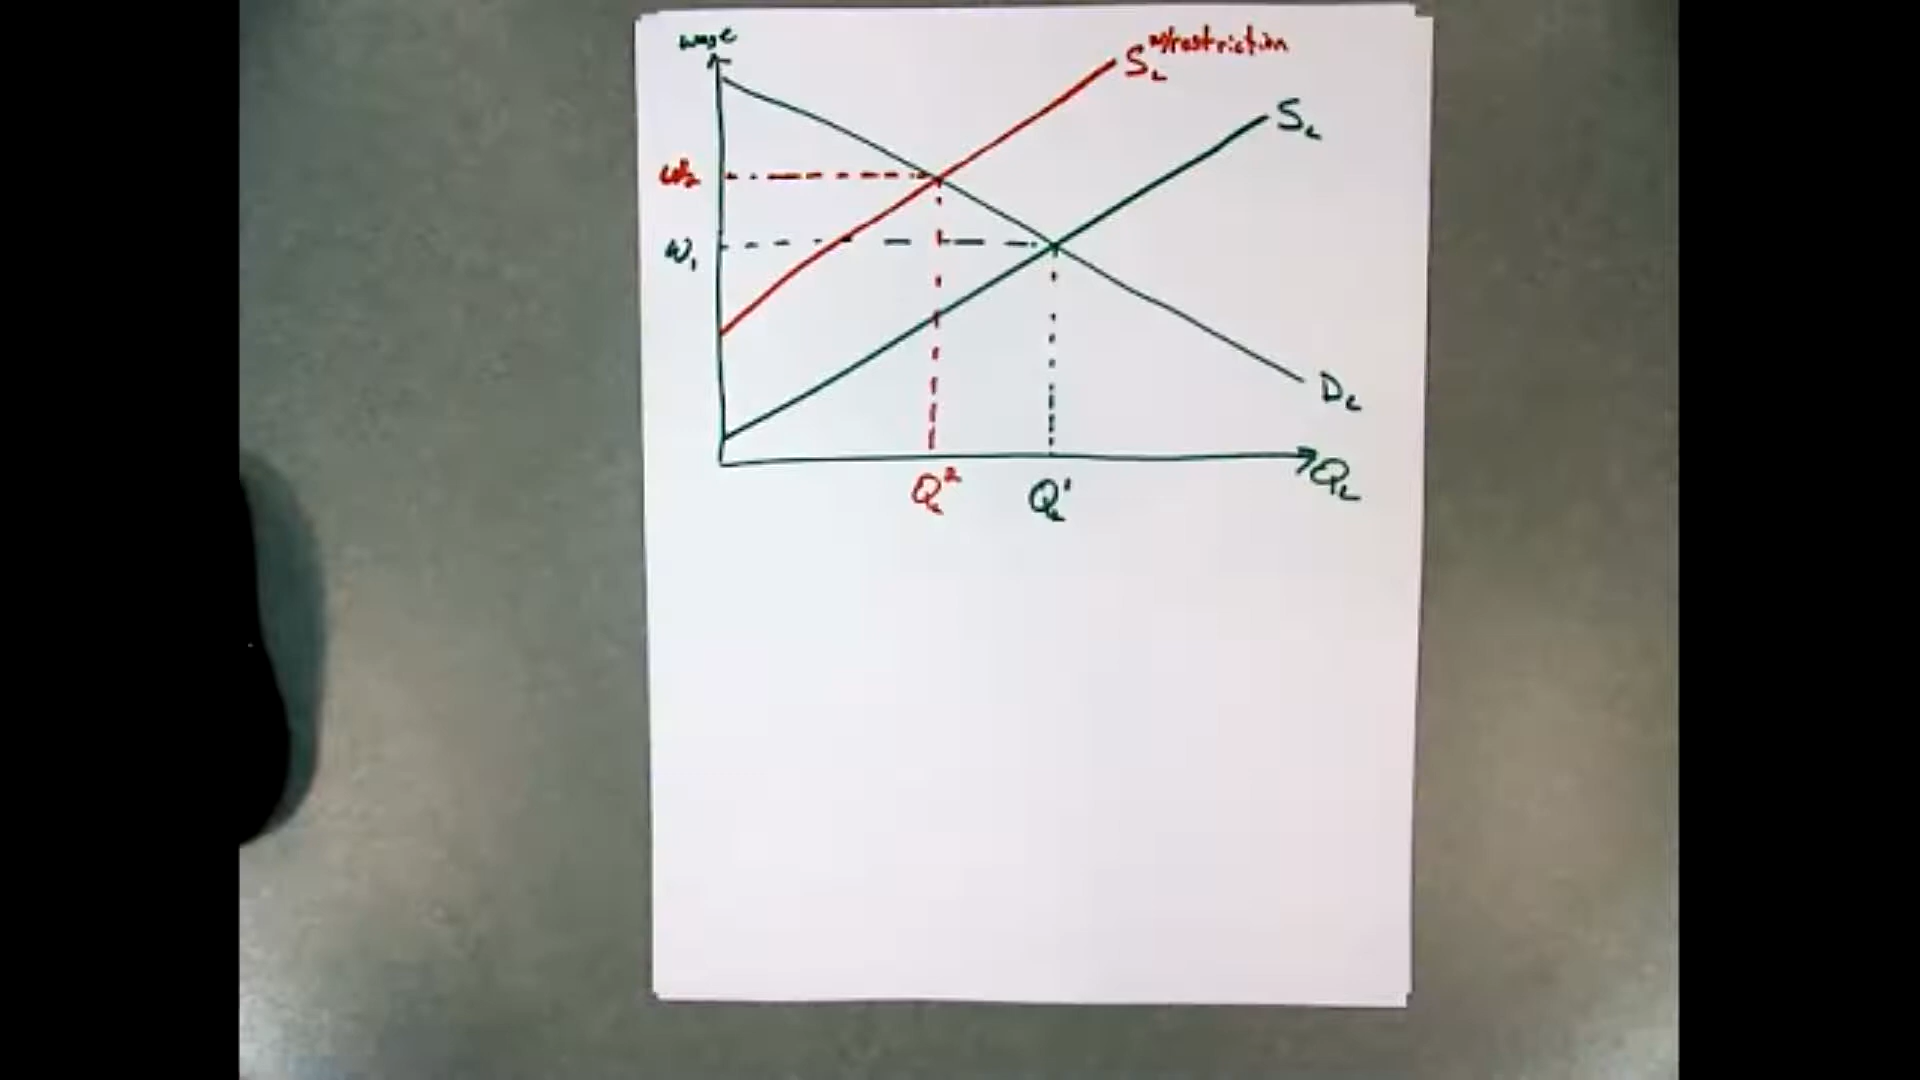 wage
S_L w/restriction
S_L
w_2
w_1
D_L
Q_L^2
Q_L^1
Q_L